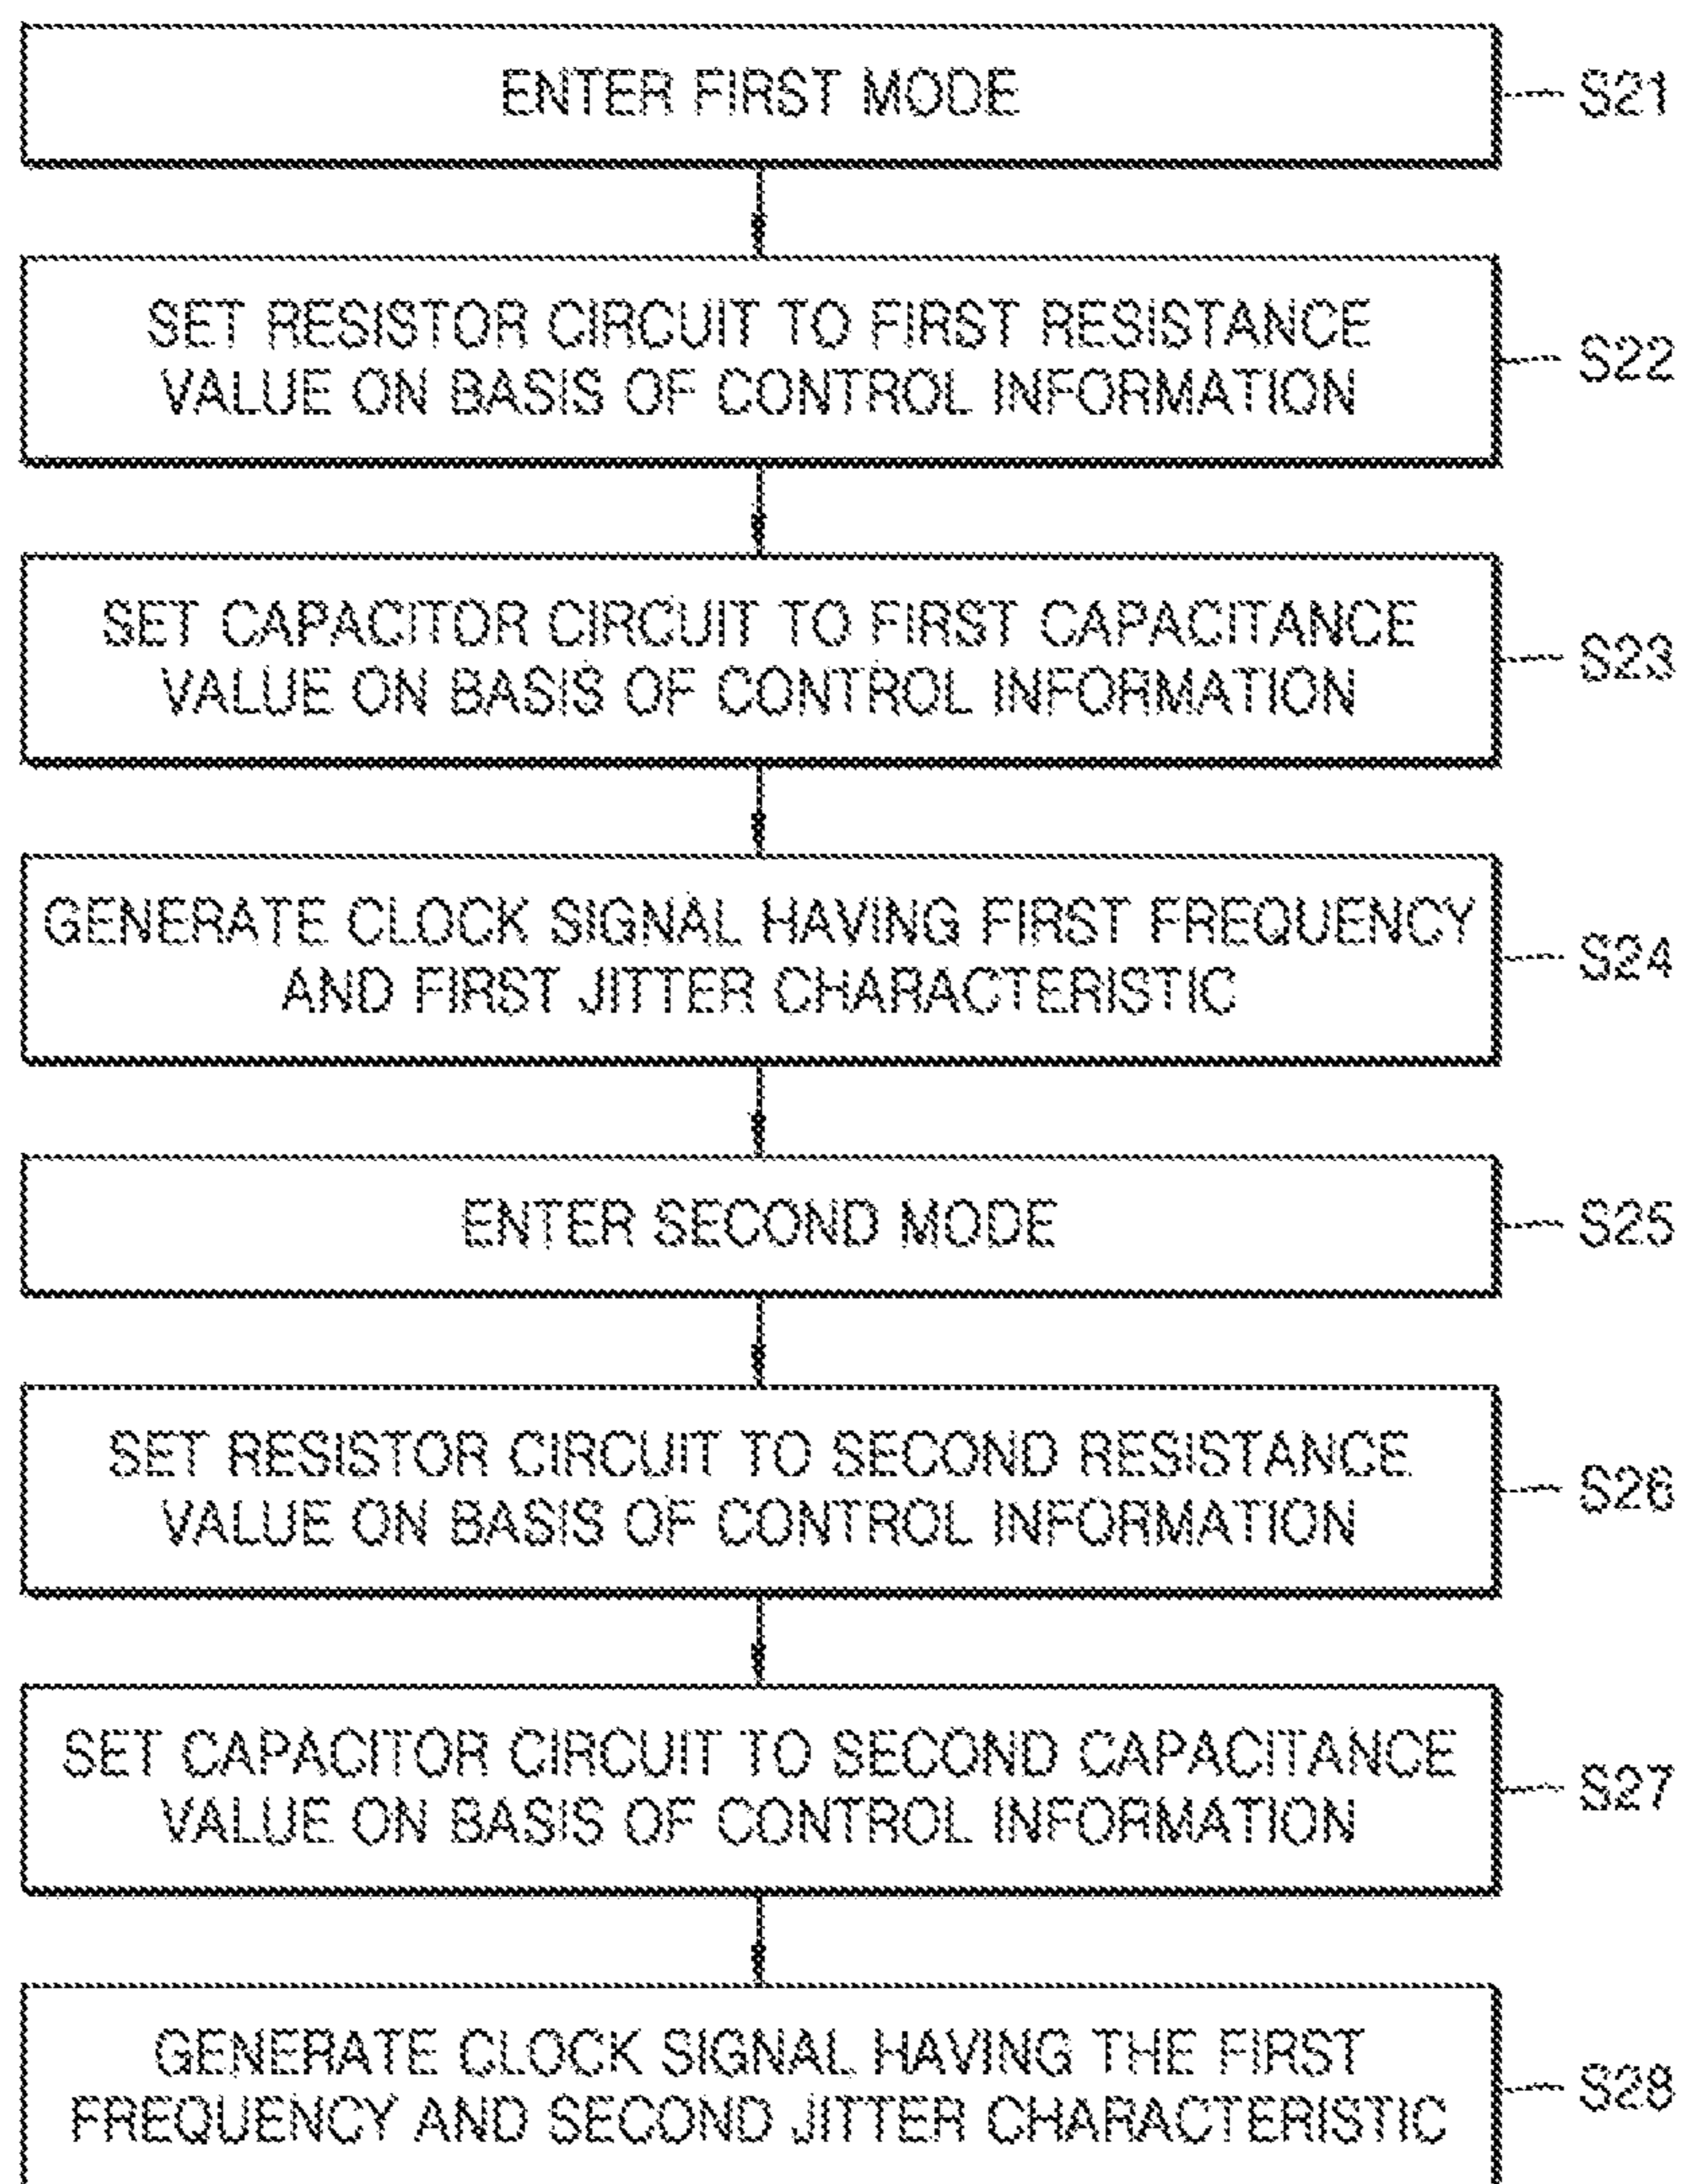 ENTER FIRST MODE
S21
SET RESISTOR CIRCUIT TO FIRST RESISTANCE
VALUE ON BASIS OF CONTROL INFORMATION
S22
SET CAPACITOR CIRCUIT TO FIRST CAPACITANCE
VALUE ON BASIS OF CONTROL INFORMATION
S23
GENERATE CLOCK SIGNAL HAVING FIRST FREQUENCY
AND FIRST JITTER CHARACTERISTIC
S24
ENTER SECOND MODE
S25
SET RESISTOR CIRCUIT TO SECOND RESISTANCE
VALUE ON BASIS OF CONTROL INFORMATION
S26
SET CAPACITOR CIRCUIT TO SECOND CAPACITANCE
VALUE ON BASIS OF CONTROL INFORMATION
S27
GENERATE CLOCK SIGNAL HAVING THE FIRST
FREQUENCY AND SECOND JITTER CHARACTERISTIC
S28